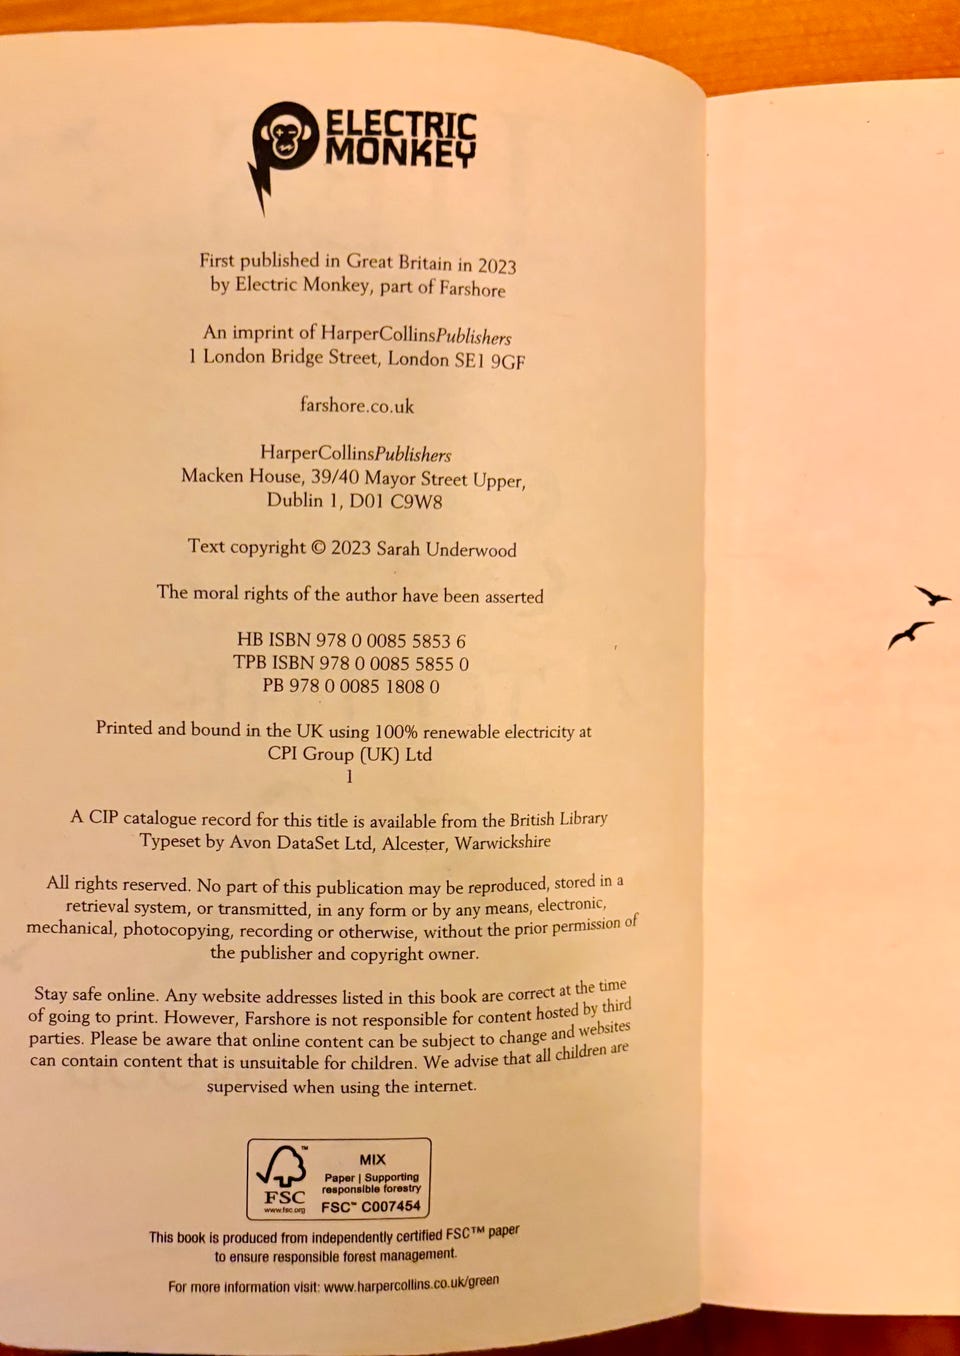 ELECTRIC
MONKEY
First published in Great Britain in 2023
by Electric Monkey, part of Farshore
An imprint of HarperCollinsPublishers
1 London Bridge Street, London SE1 9GF
farshore.co.uk
HarperCollinsPublishers
Macken House, 39/40 Mayor Street Upper,
Dublin 1, D01 C9W8
Text copyright © 2023 Sarah Underwood
The moral rights of the author have been asserted
HB ISBN 978 0 0085 5853 6
TPB ISBN 978 0 0085 5855 0
PB 978 0 0085 1808 0
Printed and bound in the UK using 100% renewable electricity at
CPI Group (UK) Ltd
1
A CIP catalogue record for this title is available from the British Library
Typeset by Avon DataSet Ltd, Alcester, Warwickshire
All rights reserved. No part of this publication may be reproduced, stored in a
retrieval system, or transmitted, in any form or by any means, electronic,
mechanical, photocopying, recording or otherwise, without the prior permission of
the publisher and copyright owner.
Stay safe online. Any website addresses listed in this book are correct at the time
of going to print. However, Farshore is not responsible for content hosted by third
parties. Please be aware that online content can be subject to change and websites
can contain content that is unsuitable for children. We advise that all children are
supervised when using the internet.
FSC
www.fsc.org
MIX
Paper | Supporting
responsible forestry
FSC™ C007454
This book is produced from independently certified FSC™ paper
to ensure responsible forest management.
For more information visit: www.harpercollins.co.uk/green